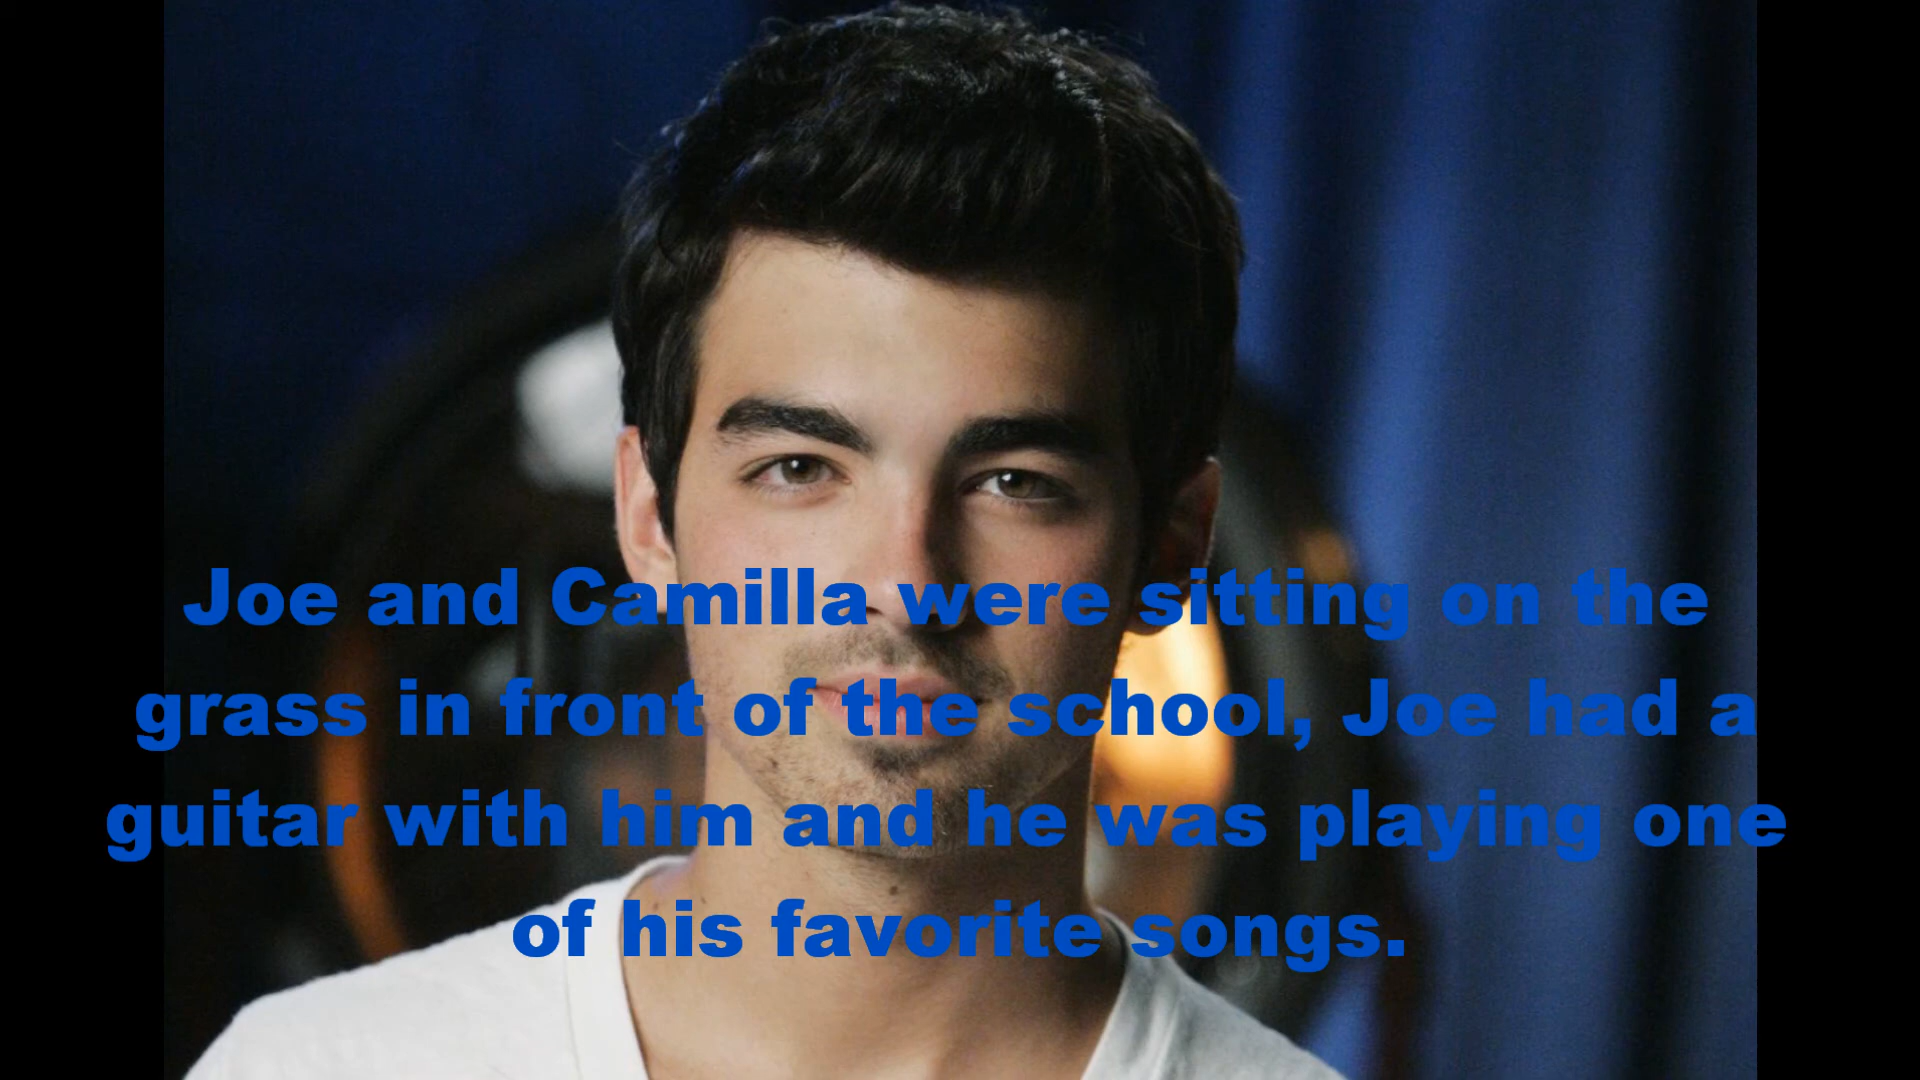 Joe and Camilla were sitting on the
grass in front of the school, Joe had a
guitar with him and he was playing one
of his favorite songs.